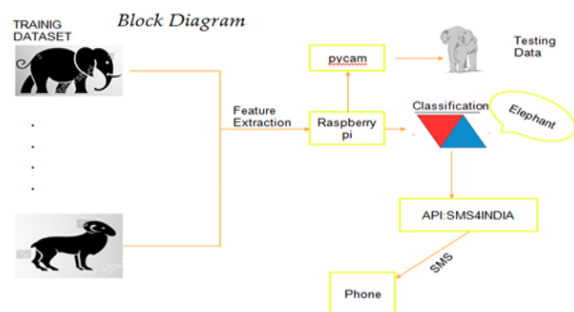 TRAINIG
DATASET
Block Diagram
pycam
Testing
Data
Feature
Extraction
Raspberry
pi
Classification
Elephant
API:SMS4INDIA
SMS
Phone